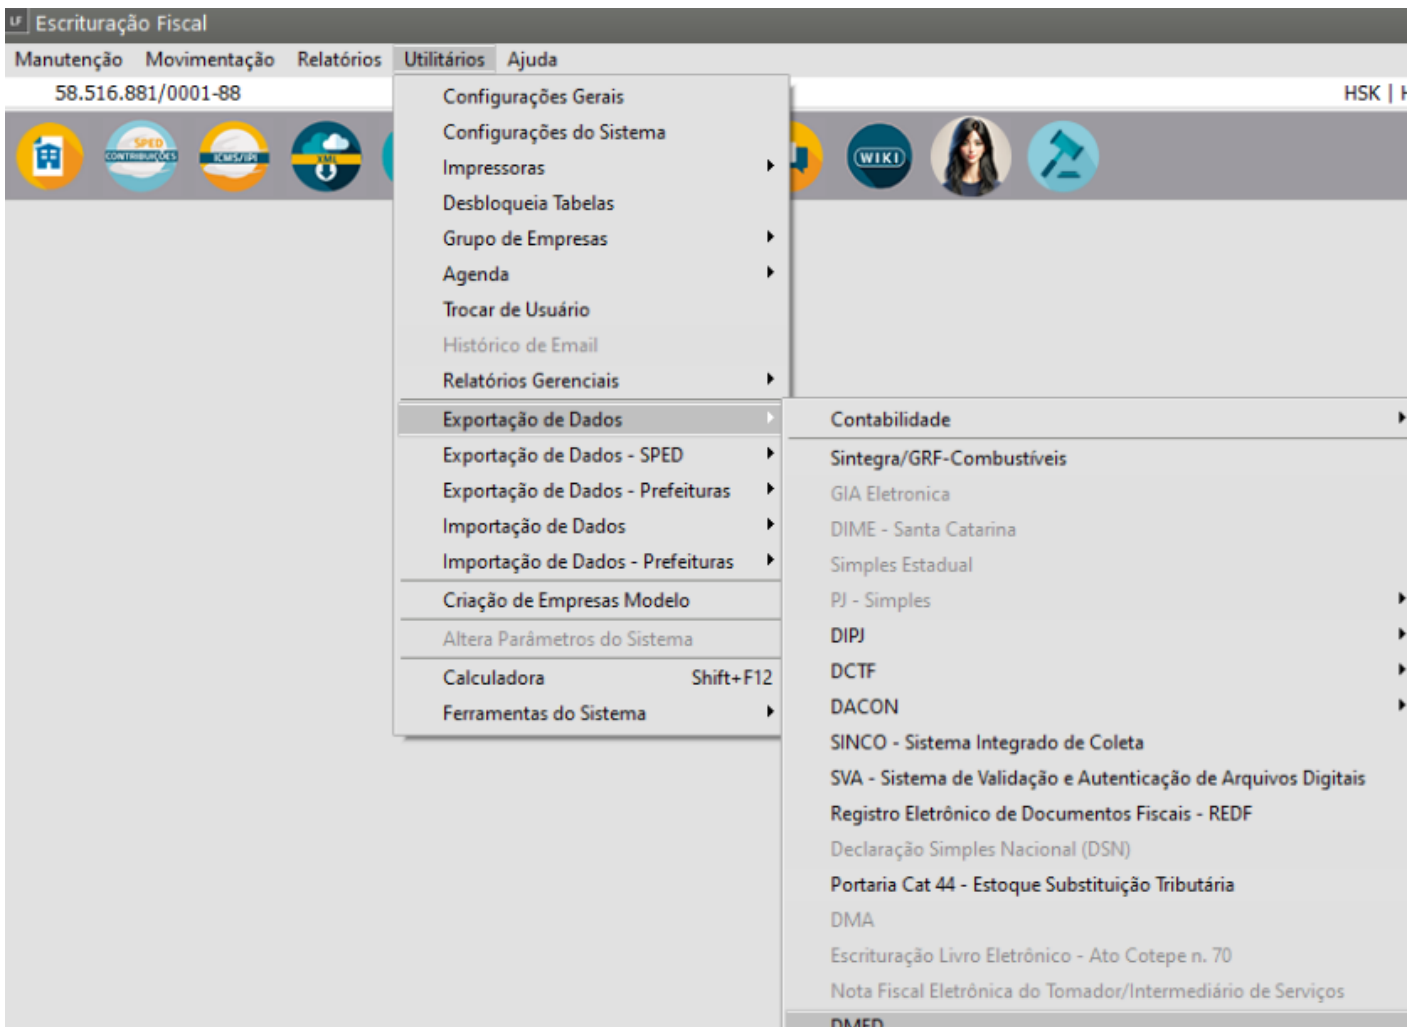 LF Escrituração Fiscal
Manutenção Movimentação Relatórios Utilitários Ajuda
58.516.881/0001-88 HSK |
SPED CONTRIBUIÇÕES ICMS/IPI XML WIKI
Configurações Gerais
Configurações do Sistema
Impressoras
Desbloqueia Tabelas
Grupo de Empresas
Agenda
Trocar de Usuário
Histórico de Email
Relatórios Gerenciais
Exportação de Dados
Exportação de Dados - SPED
Exportação de Dados - Prefeituras
Importação de Dados
Importação de Dados - Prefeituras
Criação de Empresas Modelo
Altera Parâmetros do Sistema
Calculadora Shift+F12
Ferramentas do Sistema
Contabilidade
Sintegra/GRF-Combustíveis
GIA Eletronica
DIME - Santa Catarina
Simples Estadual
PJ - Simples
DIPJ
DCTF
DACON
SINCO - Sistema Integrado de Coleta
SVA - Sistema de Validação e Autenticação de Arquivos Digitais
Registro Eletrônico de Documentos Fiscais - REDF
Declaração Simples Nacional (DSN)
Portaria Cat 44 - Estoque Substituição Tributária
DMA
Escrituração Livro Eletrônico - Ato Cotepe n. 70
Nota Fiscal Eletrônica do Tomador/Intermediário de Serviços
DMED